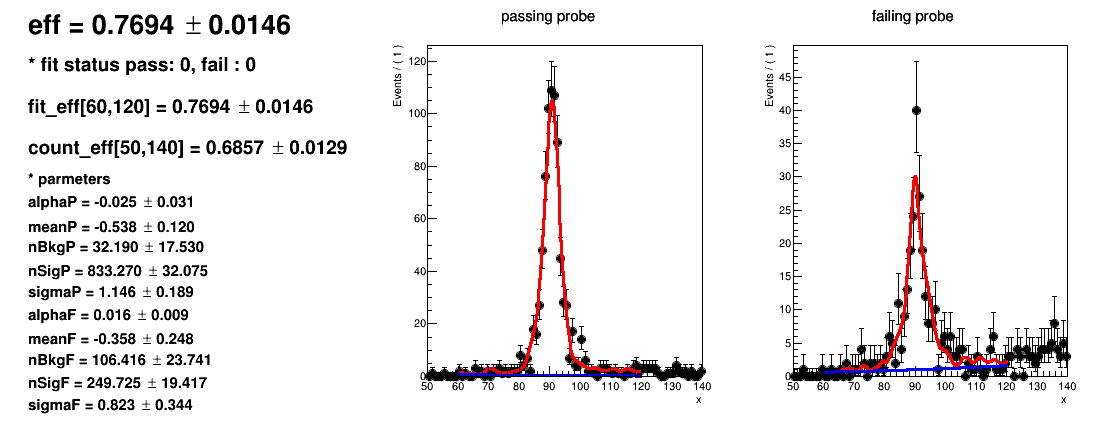 eff = 0.7694 ± 0.0146
* fit status pass: 0, fail : 0
fit_eff[60,120] = 0.7694 ± 0.0146
count_eff[50,140] = 0.6857 ± 0.0129
* parmeters
alphaP = -0.025 ± 0.031
meanP = -0.538 ± 0.120
nBkgP = 32.190 ± 17.530
nSigP = 833.270 ± 32.075
sigmaP = 1.146 ± 0.189
alphaF = 0.016 ± 0.009
meanF = -0.358 ± 0.248
nBkgF = 106.416 ± 23.741
nSigF = 249.725 ± 19.417
sigmaF = 0.823 ± 0.344
passing probe
Events / ( 1 )
120
100
80
60
40
20
0
50 60 70 80 90 100 110 120 130 140
x
failing probe
Events / ( 1 )
45
40
35
30
25
20
15
10
5
0
50 60 70 80 90 100 110 120 130 140
x